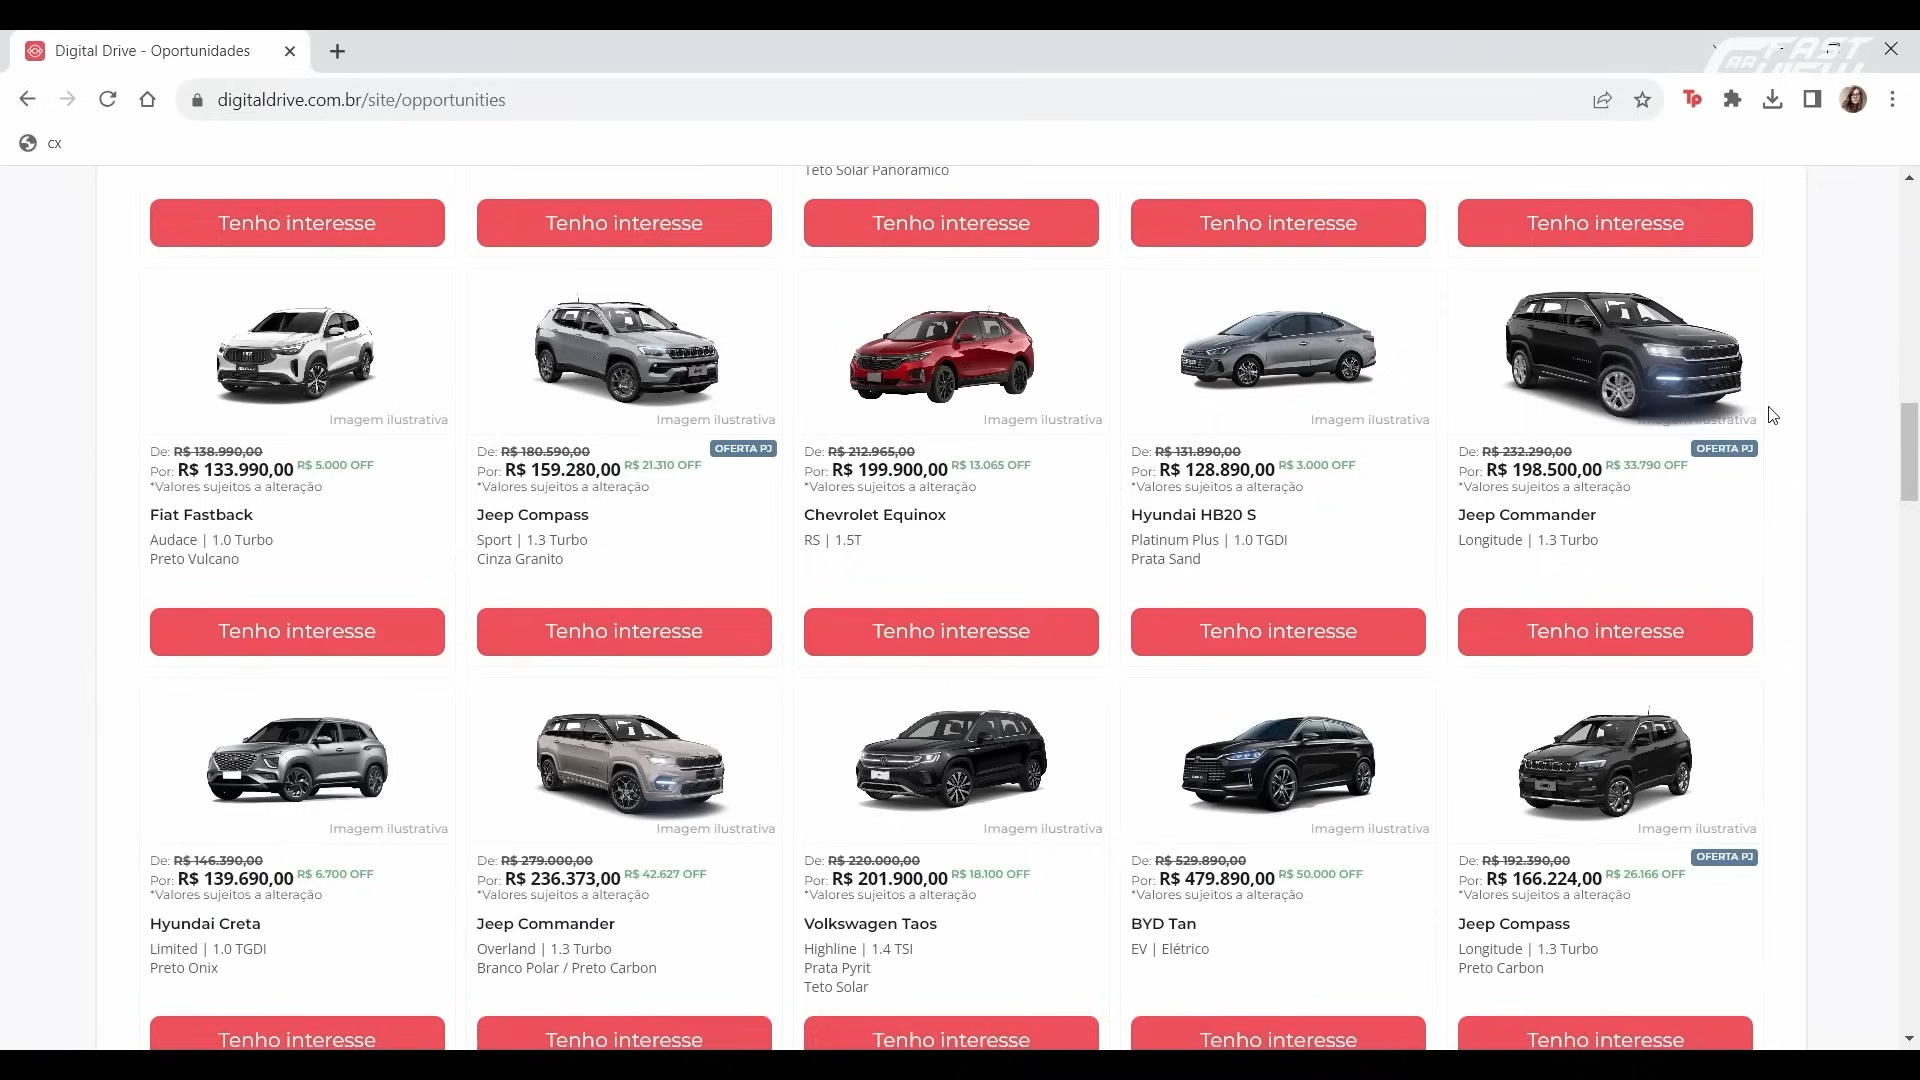 Digital Drive - Oportunidades
FAST
CAR
VIEW
digitaldrive.com.br/site/opportunities
Tp
cx
Teto Solar Panorâmico
Tenho interesse Tenho interesse Tenho interesse Tenho interesse Tenho interesse
Imagem ilustrativa Imagem ilustrativa Imagem ilustrativa Imagem ilustrativa Imagem ilustrativa
De: R$ 138.990,00
Por: R$ 133.990,00 R$ 5.000 OFF
*Valores sujeitos a alteração
Fiat Fastback
Audace | 1.0 Turbo
Preto Vulcano
Tenho interesse
De: R$ 180.590,00 OFERTA PJ
Por: R$ 159.280,00 R$ 21.310 OFF
*Valores sujeitos a alteração
Jeep Compass
Sport | 1.3 Turbo
Cinza Granito
Tenho interesse
De: R$ 212.965,00
Por: R$ 199.900,00 R$ 13.065 OFF
*Valores sujeitos a alteração
Chevrolet Equinox
RS | 1.5T
Tenho interesse
De: R$ 131.890,00
Por: R$ 128.890,00 R$ 3.000 OFF
*Valores sujeitos a alteração
Hyundai HB20 S
Platinum Plus | 1.0 TGDI
Prata Sand
Tenho interesse
De: R$ 232.290,00 OFERTA PJ
Por: R$ 198.500,00 R$ 33.790 OFF
*Valores sujeitos a alteração
Jeep Commander
Longitude | 1.3 Turbo
Tenho interesse
Imagem ilustrativa Imagem ilustrativa Imagem ilustrativa Imagem ilustrativa Imagem ilustrativa
De: R$ 146.390,00
Por: R$ 139.690,00 R$ 6.700 OFF
*Valores sujeitos a alteração
Hyundai Creta
Limited | 1.0 TGDI
Preto Onix
Tenho interesse
De: R$ 279.000,00
Por: R$ 236.373,00 R$ 42.627 OFF
*Valores sujeitos a alteração
Jeep Commander
Overland | 1.3 Turbo
Branco Polar / Preto Carbon
Tenho interesse
De: R$ 220.000,00
Por: R$ 201.900,00 R$ 18.100 OFF
*Valores sujeitos a alteração
Volkswagen Taos
Highline | 1.4 TSI
Prata Pyrit
Teto Solar
Tenho interesse
De: R$ 529.890,00
Por: R$ 479.890,00 R$ 50.000 OFF
*Valores sujeitos a alteração
BYD Tan
EV | Elétrico
Tenho interesse
De: R$ 192.390,00 OFERTA PJ
Por: R$ 166.224,00 R$ 26.166 OFF
*Valores sujeitos a alteração
Jeep Compass
Longitude | 1.3 Turbo
Preto Carbon
Tenho interesse